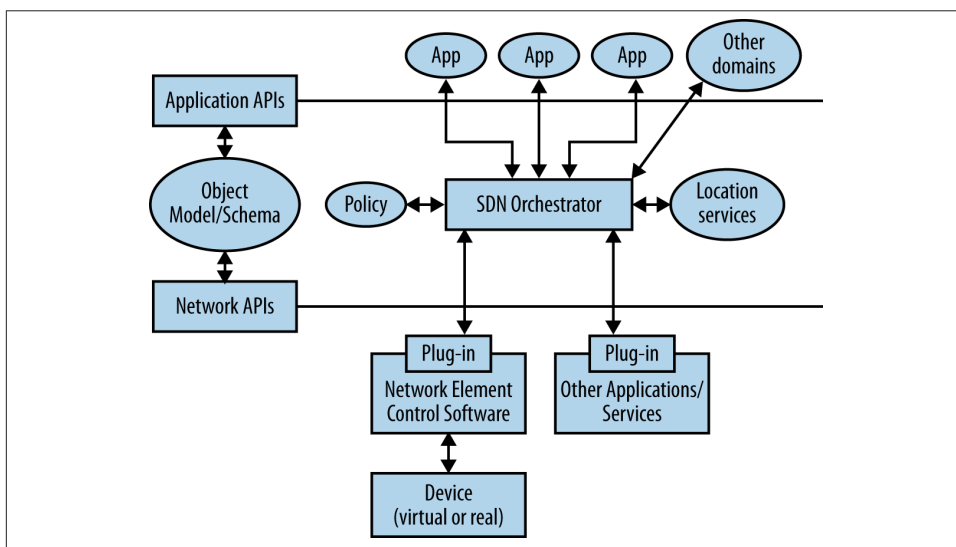 App
App
App
Other
domains
Application APIs
Object
Model/Schema
Policy
SDN Orchestrator
Location
services
Network APIs
Plug-in
Network Element
Control Software
Plug-in
Other Applications/
Services
Device
(virtual or real)